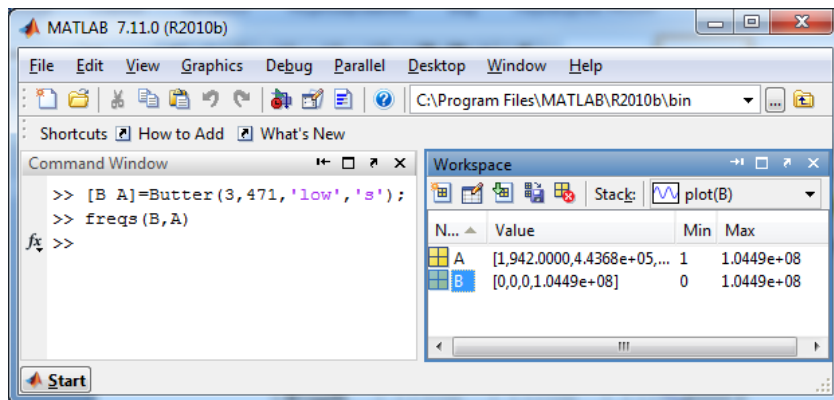 MATLAB 7.11.0 (R2010b)
File Edit View Graphics Debug Parallel Desktop Window Help
C:\Program Files\MATLAB\R2010b\bin
Shortcuts How to Add What's New
Command Window
>> [B A]=Butter(3,471,'low','s');
>> freqs(B,A)
fx >>
Workspace
Stack: plot(B)
N... Value Min Max
A [1,942.0000,4.4368e+05,... 1 1.0449e+08
B [0,0,0,1.0449e+08] 0 1.0449e+08
Start